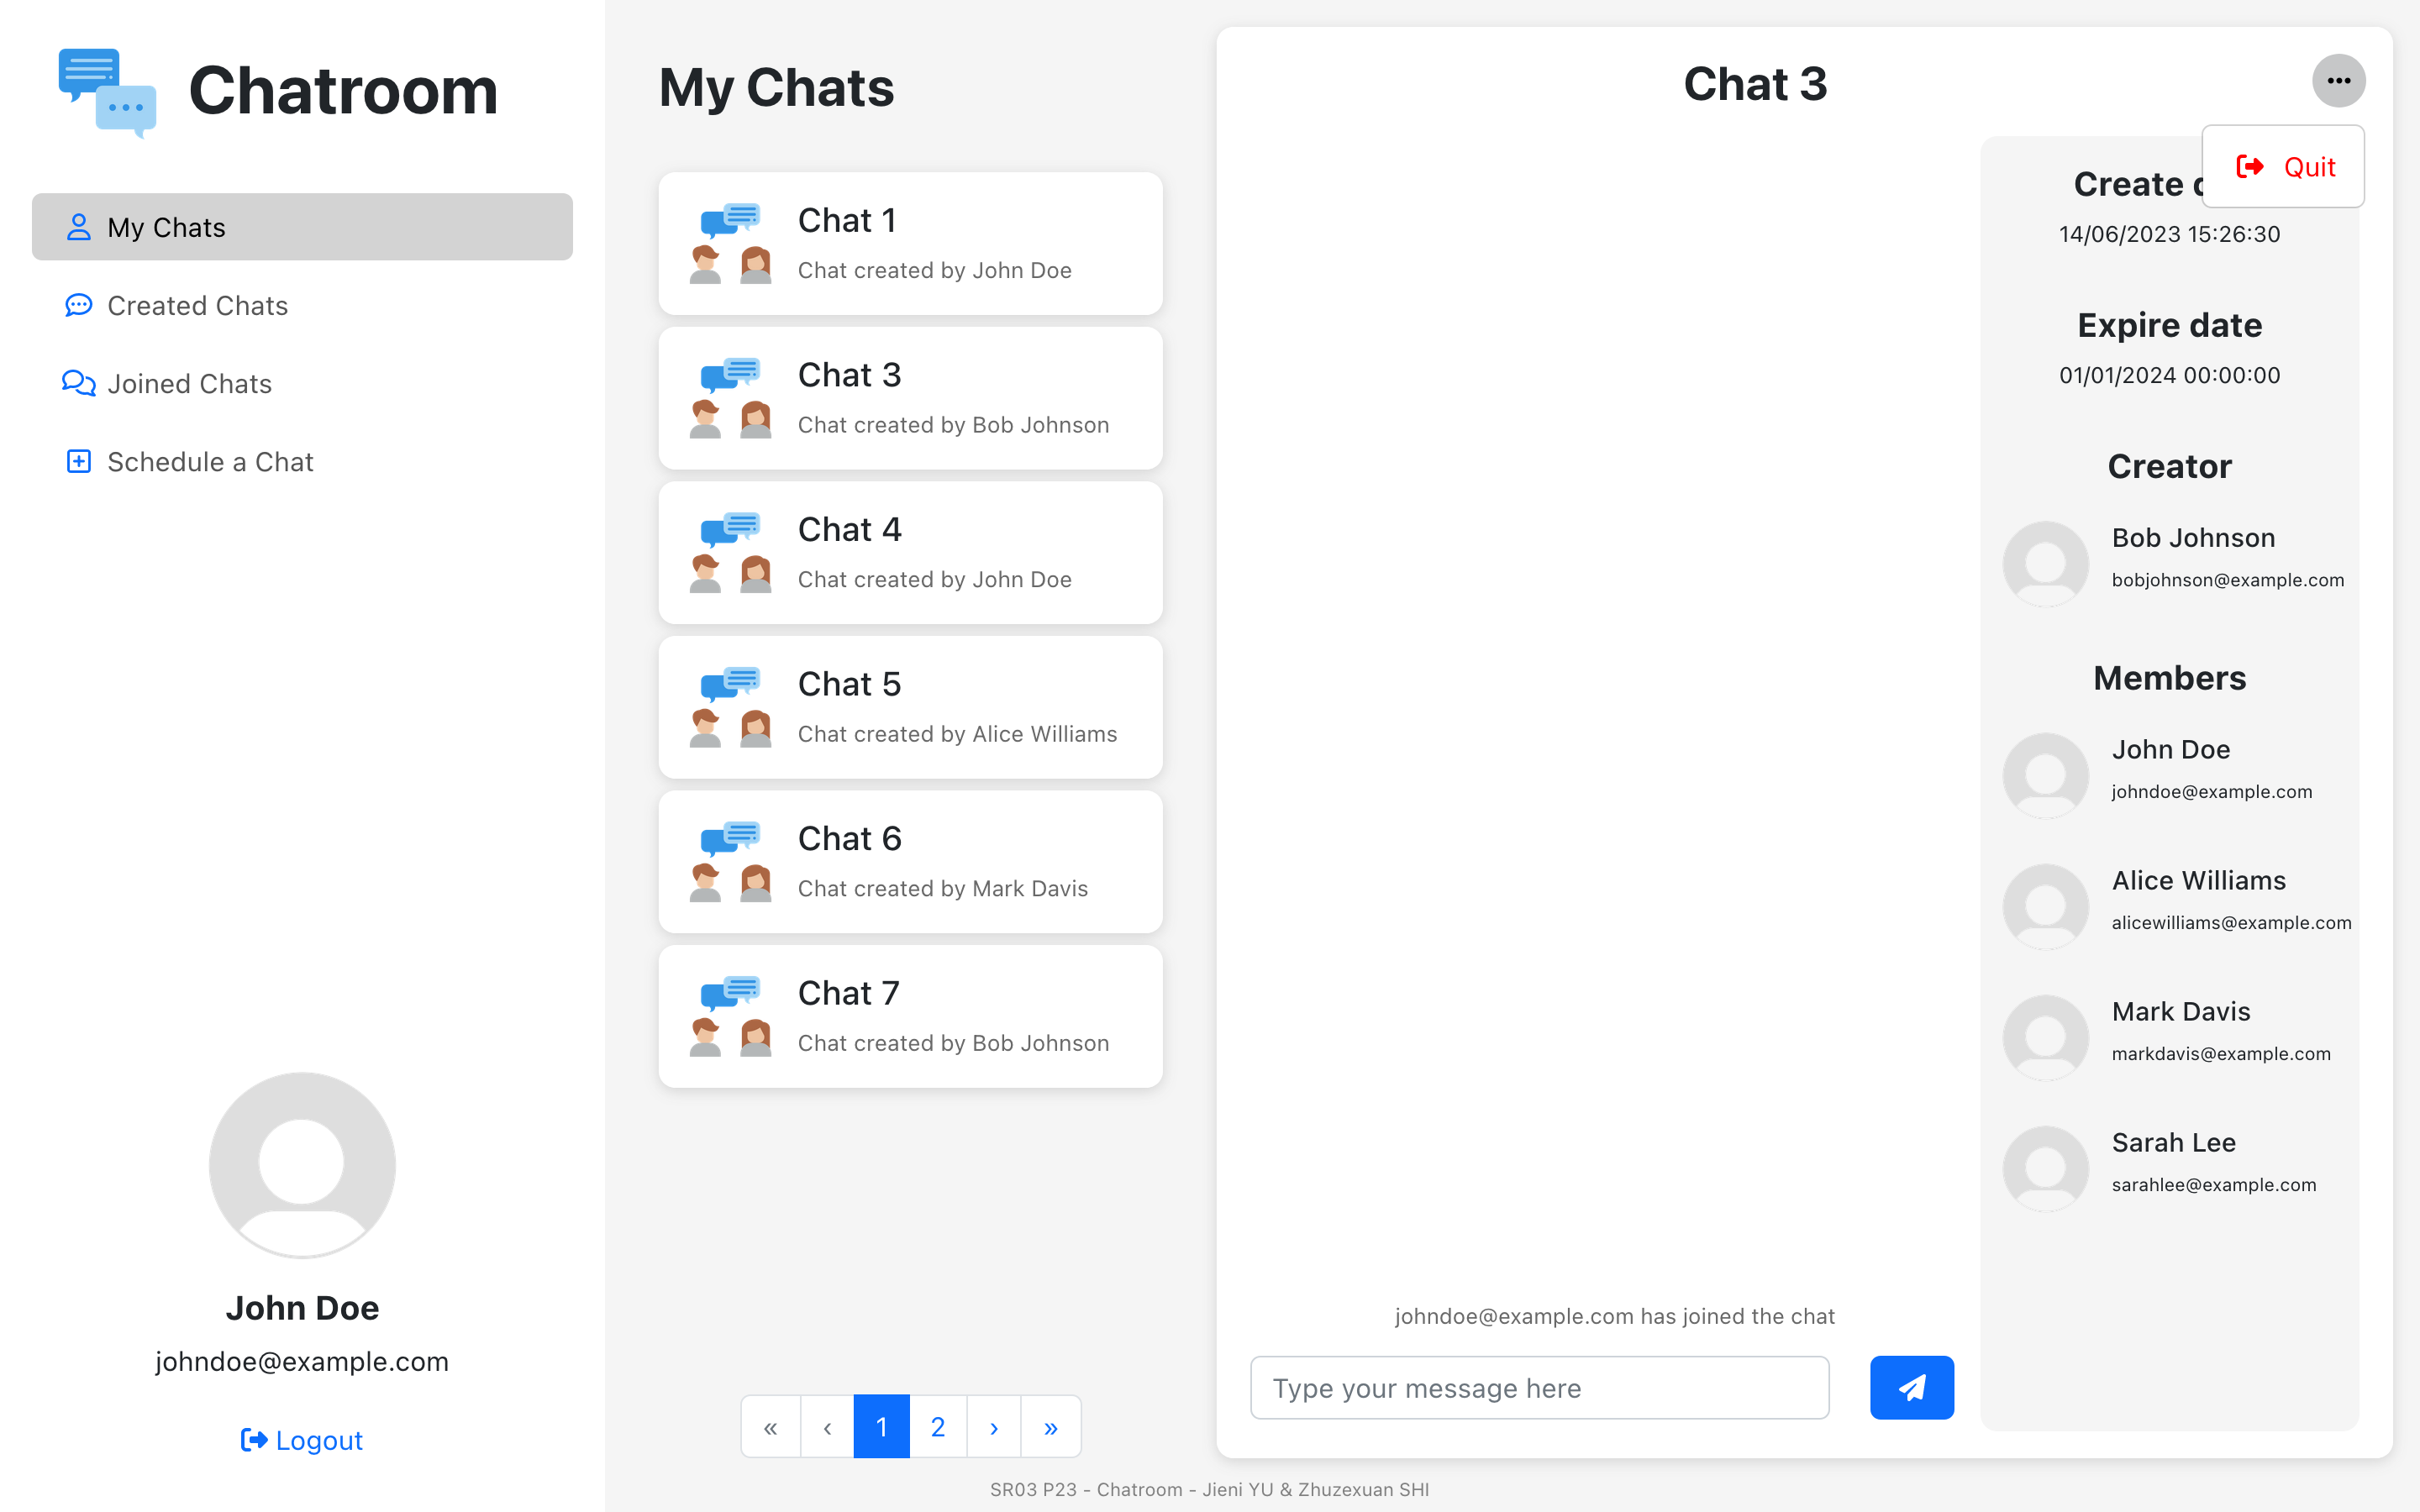 Chatroom
My Chats
Created Chats
Joined Chats
Schedule a Chat
John Doe
johndoe@example.com
Logout
My Chats
Chat 1
Chat created by John Doe
Chat 3
Chat created by Bob Johnson
Chat 4
Chat created by John Doe
Chat 5
Chat created by Alice Williams
Chat 6
Chat created by Mark Davis
Chat 7
Chat created by Bob Johnson
« ‹ 1 2 › »
Chat 3
Quit
Create
14/06/2023 15:26:30
Expire date
01/01/2024 00:00:00
Creator
Bob Johnson
bobjohnson@example.com
Members
John Doe
johndoe@example.com
Alice Williams
alicewilliams@example.com
Mark Davis
markdavis@example.com
Sarah Lee
sarahlee@example.com
johndoe@example.com has joined the chat
Type your message here
SR03 P23 - Chatroom - Jieni YU & Zhuzexuan SHI